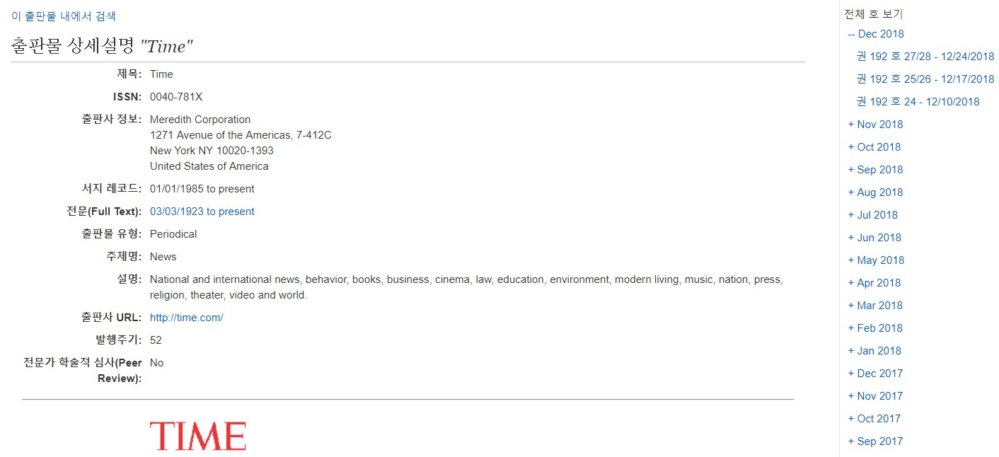 이 출판물 내에서 검색
출판물 상세설명 "Time"
제목: Time
ISSN: 0040-781X
출판사 정보: Meredith Corporation
1271 Avenue of the Americas, 7-412C
New York NY 10020-1393
United States of America
서지 레코드: 01/01/1985 to present
전문(Full Text): 03/03/1923 to present
출판물 유형: Periodical
주제명: News
설명: National and international news, behavior, books, business, cinema, law, education, environment, modern living, music, nation, press,
religion, theater, video and world.
출판사 URL: http://time.com/
발행주기: 52
전문가 학술적 심사(Peer No
Review):
TIME
전체 호 보기
-- Dec 2018
권 192 호 27/28 - 12/24/2018
권 192 호 25/26 - 12/17/2018
권 192 호 24 - 12/10/2018
+ Nov 2018
+ Oct 2018
+ Sep 2018
+ Aug 2018
+ Jul 2018
+ Jun 2018
+ May 2018
+ Apr 2018
+ Mar 2018
+ Feb 2018
+ Jan 2018
+ Dec 2017
+ Nov 2017
+ Oct 2017
+ Sep 2017